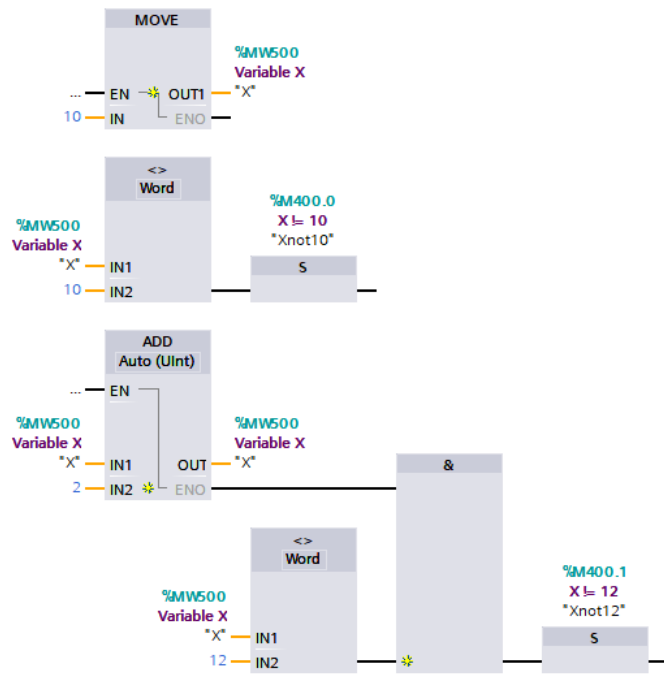 MOVE
%MW500
Variable X
... EN OUT1 "X"
10 IN ENO
<>
Word
%M400.0
X != 10
"Xnot10"
%MW500
Variable X
"X" IN1
S
10 IN2
ADD
Auto (UInt)
... EN
%MW500
Variable X
%MW500
Variable X
"X" IN1 OUT "X"
&
2 IN2 ENO
<>
Word
%M400.1
X != 12
"Xnot12"
%MW500
Variable X
"X" IN1
S
12 IN2